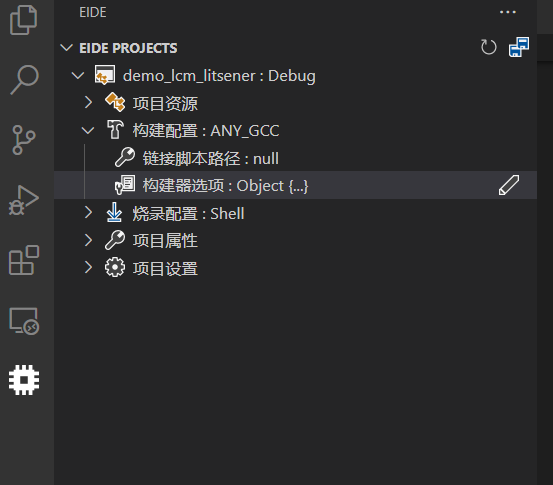 EIDE
EIDE PROJECTS
demo_lcm_litsener : Debug
项目资源
构建配置 : ANY_GCC
链接脚本路径 : null
构建器选项 : Object {...}
烧录配置 : Shell
项目属性
项目设置